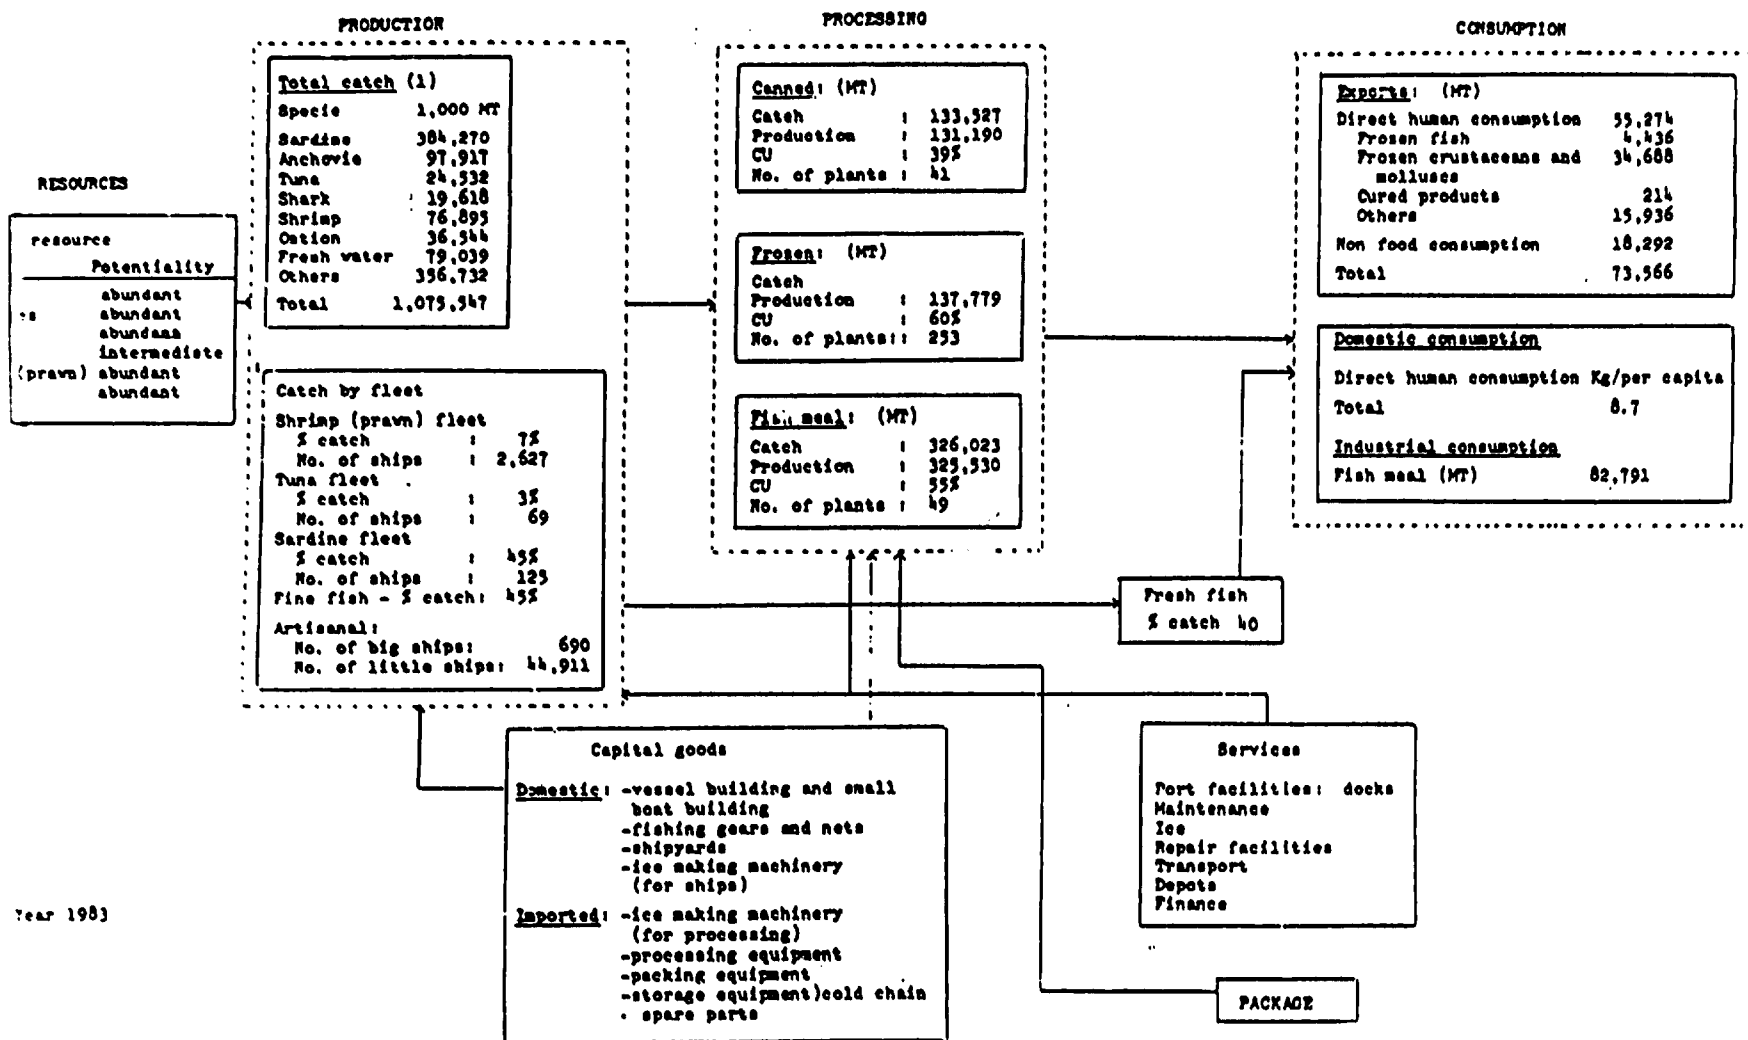 RESOURCES
resource
Potentiality
abundant
abundant
abundana
intermediate
(prawn) abundant
abundant
PRODUCTION
Total catch (1)
Specie 1,000 MT
Sardine 384,270
Anchovie 97,917
Tuna 24,532
Shark 19,618
Shrimp 76,895
Ostion 36,544
Fresh water 79,039
Others 356,732
Total 1,075,547
Catch by fleet
Shrimp (prawn) fleet
% catch : 7%
No. of ships : 2,627
Tuna fleet
% catch : 3%
No. of ships : 69
Sardine fleet
% catch : 45%
No. of ships : 125
Fine fish - % catch: 45%
Artisanal:
No. of big ships: 690
No. of little ships: 44,911
PROCESSING
Canned: (MT)
Catch : 133,527
Production : 131,190
CU : 39%
No. of plants : 41
Frozen: (MT)
Catch
Production : 137,779
CU : 60%
No. of plants:: 253
Fish meal: (MT)
Catch : 326,023
Production : 325,530
CU : 55%
No. of plants : 49
CONSUMPTION
Exports: (MT)
Direct human consumption 55,274
Frozen fish 4,436
Frozen crustaceans and 34,688
molluses
Cured products 214
Others 15,936
Non food consumption 18,292
Total 73,566
Domestic consumption
Direct human consumption Kg/per capita
Total 8.7
Industrial consumption
Fish meal (MT) 82,791
Fresh fish
% catch 40
Capital goods
Domestic: -vessel building and small
boat building
-fishing gears and nets
-shipyards
-ice making machinery
(for ships)
Imported: -ice making machinery
(for processing)
-processing equipment
-packing equipment
-storage equipment)cold chain
- spare parts
Services
Port facilities: docks
Maintenance
Ice
Repair facilities
Transport
Depots
Finance
PACKAGE
Year 1983